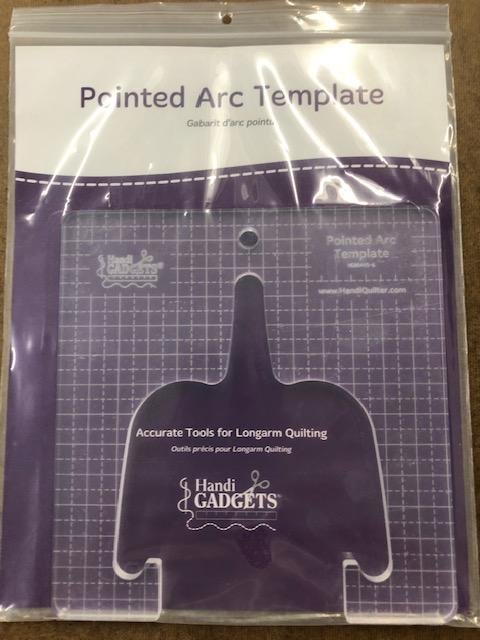 Pointed Arc Template
Gabarit d'arc pointu
Handi
GADGETS
Pointed Arc
Template
www.HandiQuilter.com
Accurate Tools for Longarm Quilting
Outils précis pour Longarm Quilting
Handi
GADGETS